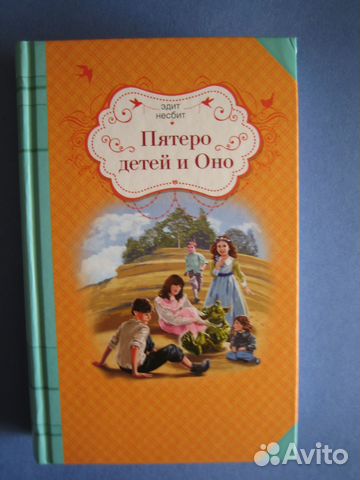 эдит
несбит
Пятеро
детей и Оно
Avito